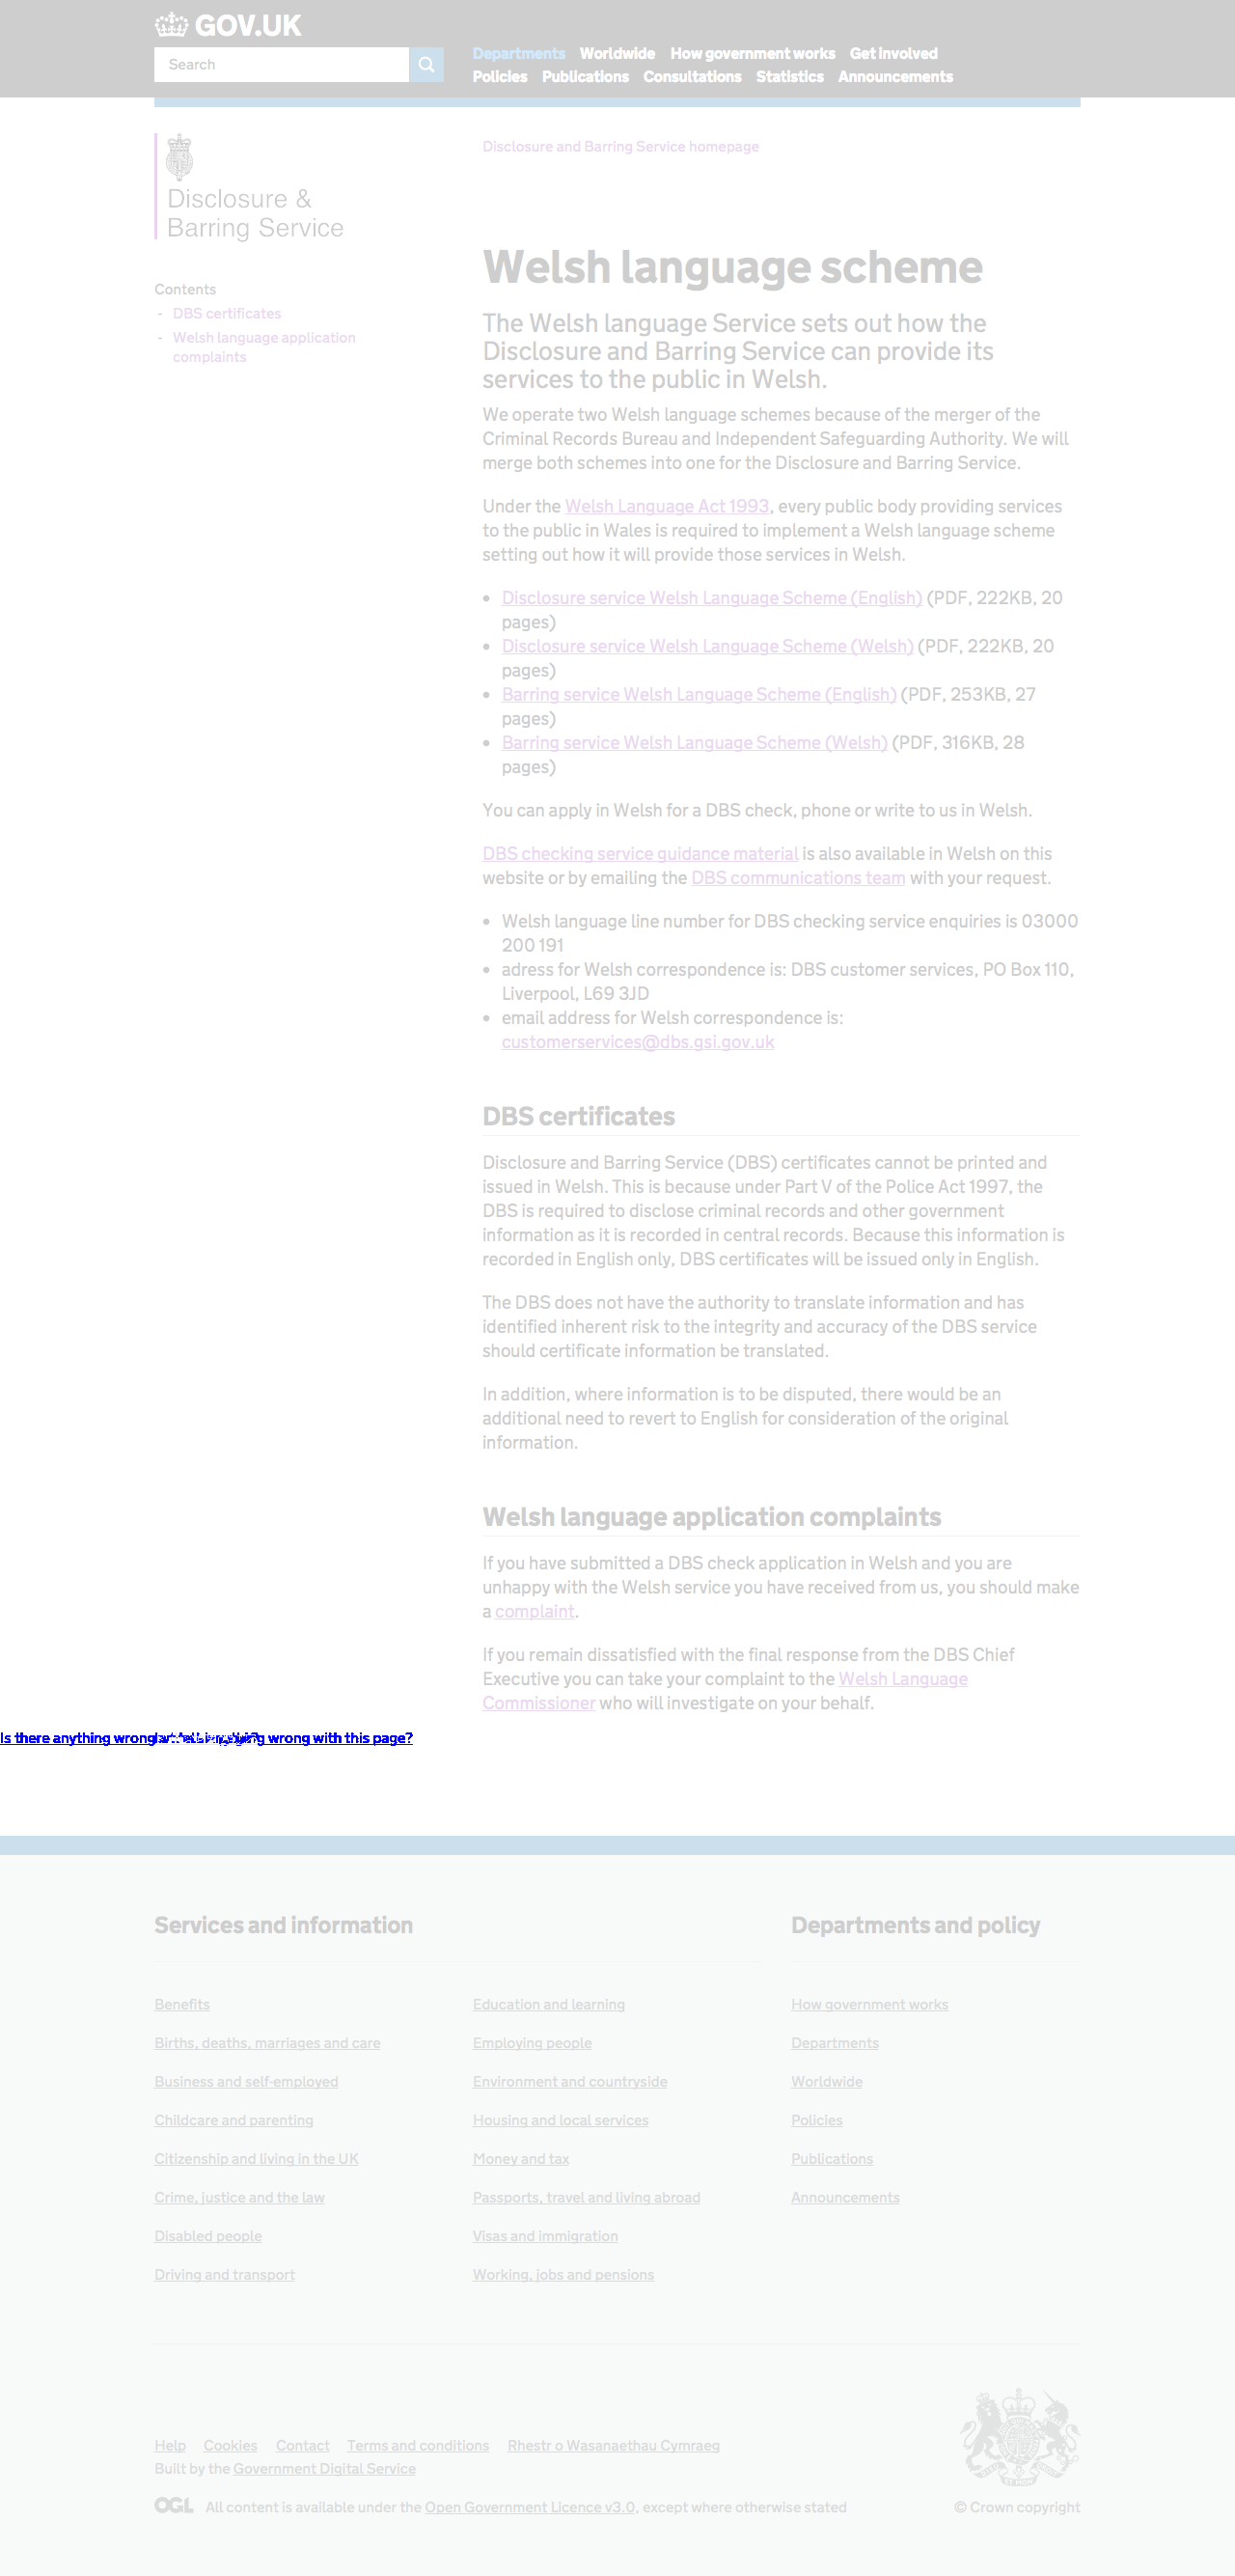 GOV.UK
Search
Departments Worldwide How government works Get involved
Policies Publications Consultations Statistics Announcements
Disclosure and Barring Service homepage
Disclosure &
Barring Service
Contents
- DBS certificates
- Welsh language application
complaints
Welsh language scheme
The Welsh language Service sets out how the
Disclosure and Barring Service can provide its
services to the public in Welsh.
We operate two Welsh language schemes because of the merger of the
Criminal Records Bureau and Independent Safeguarding Authority. We will
merge both schemes into one for the Disclosure and Barring Service.
Under the Welsh Language Act 1993, every public body providing services
to the public in Wales is required to implement a Welsh language scheme
setting out how it will provide those services in Welsh.
• Disclosure service Welsh Language Scheme (English) (PDF, 222KB, 20
pages)
• Disclosure service Welsh Language Scheme (Welsh) (PDF, 222KB, 20
pages)
• Barring service Welsh Language Scheme (English) (PDF, 253KB, 27
pages)
• Barring service Welsh Language Scheme (Welsh) (PDF, 316KB, 28
pages)
You can apply in Welsh for a DBS check, phone or write to us in Welsh.
DBS checking service guidance material is also available in Welsh on this
website or by emailing the DBS communications team with your request.
• Welsh language line number for DBS checking service enquiries is 03000
200 191
• adress for Welsh correspondence is: DBS customer services, PO Box 110,
Liverpool, L69 3JD
• email address for Welsh correspondence is:
customerservices@dbs.gsi.gov.uk
DBS certificates
Disclosure and Barring Service (DBS) certificates cannot be printed and
issued in Welsh. This is because under Part V of the Police Act 1997, the
DBS is required to disclose criminal records and other government
information as it is recorded in central records. Because this information is
recorded in English only, DBS certificates will be issued only in English.
The DBS does not have the authority to translate information and has
identified inherent risk to the integrity and accuracy of the DBS service
should certificate information be translated.
In addition, where information is to be disputed, there would be an
additional need to revert to English for consideration of the original
information.
Welsh language application complaints
If you have submitted a DBS check application in Welsh and you are
unhappy with the Welsh service you have received from us, you should make
a complaint.
If you remain dissatisfied with the final response from the DBS Chief
Executive you can take your complaint to the Welsh Language
Commissioner who will investigate on your behalf.
Is there anything wrong wrong with this page?
Services and information
Departments and policy
Benefits Education and learning How government works
Births, deaths, marriages and care Employing people Departments
Business and self-employed Environment and countryside Worldwide
Childcare and parenting Housing and local services Policies
Citizenship and living in the UK Money and tax Publications
Crime, justice and the law Passports, travel and living abroad Announcements
Disabled people Visas and immigration
Driving and transport Working, jobs and pensions
Help Cookies Contact Terms and conditions Rhestr o Wasanaethau Cymraeg
Built by the Government Digital Service
OGL All content is available under the Open Government Licence v3.0, except where otherwise stated
© Crown copyright